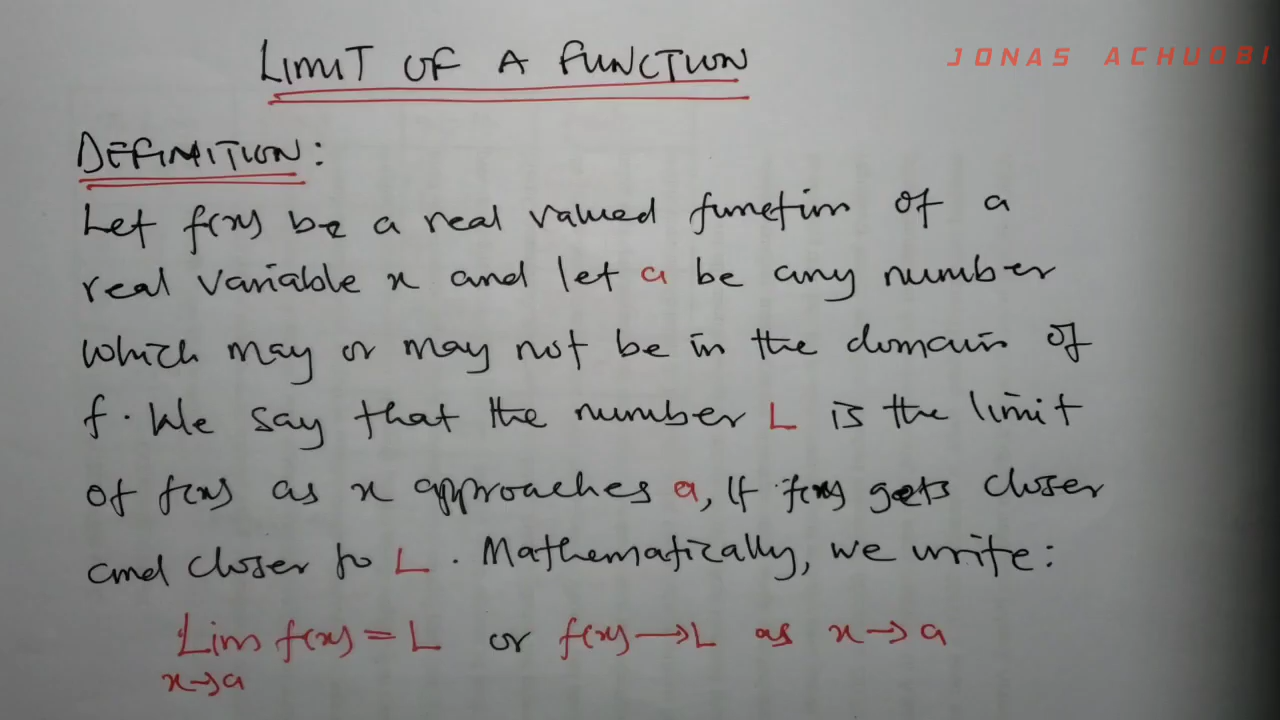 LIMIT OF A FUNCTION
JONAS ACHUOBI
DEFINITION:
Let f(x) be a real valued function of a
real variable x and let a be any number
which may or may not be in the domain of
f. We say that the number L is the limit
of f(x) as x approaches a, If f(x) gets closer
and closer to L. Mathematically, we write:
Lim f(x) = L or f(x) → L as x → a
x→a